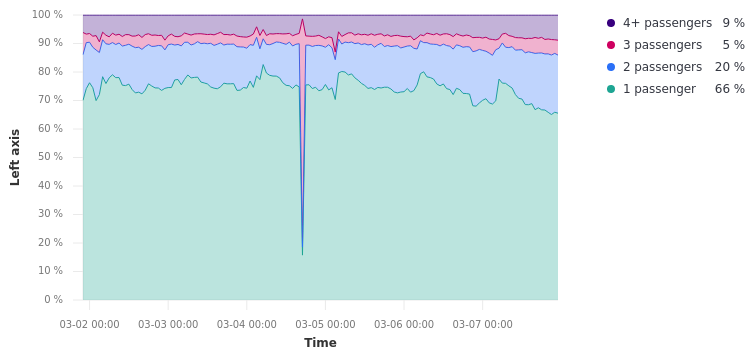 100 %
90 %
80 %
70 %
60 %
50 %
40 %
30 %
20 %
10 %
0 %
Left axis
03-02 00:00 03-03 00:00 03-04 00:00 03-05 00:00 03-06 00:00 03-07 00:00
Time
4+ passengers 9 %
3 passengers 5 %
2 passengers 20 %
1 passenger 66 %